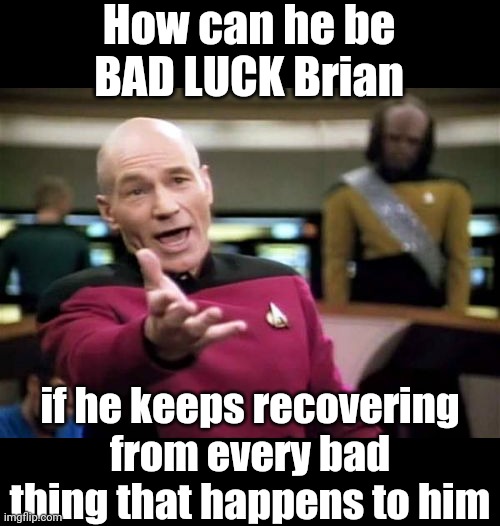 How can he be
BAD LUCK Brian
if he keeps recovering
from every bad
thing that happens to him
imgflip.com